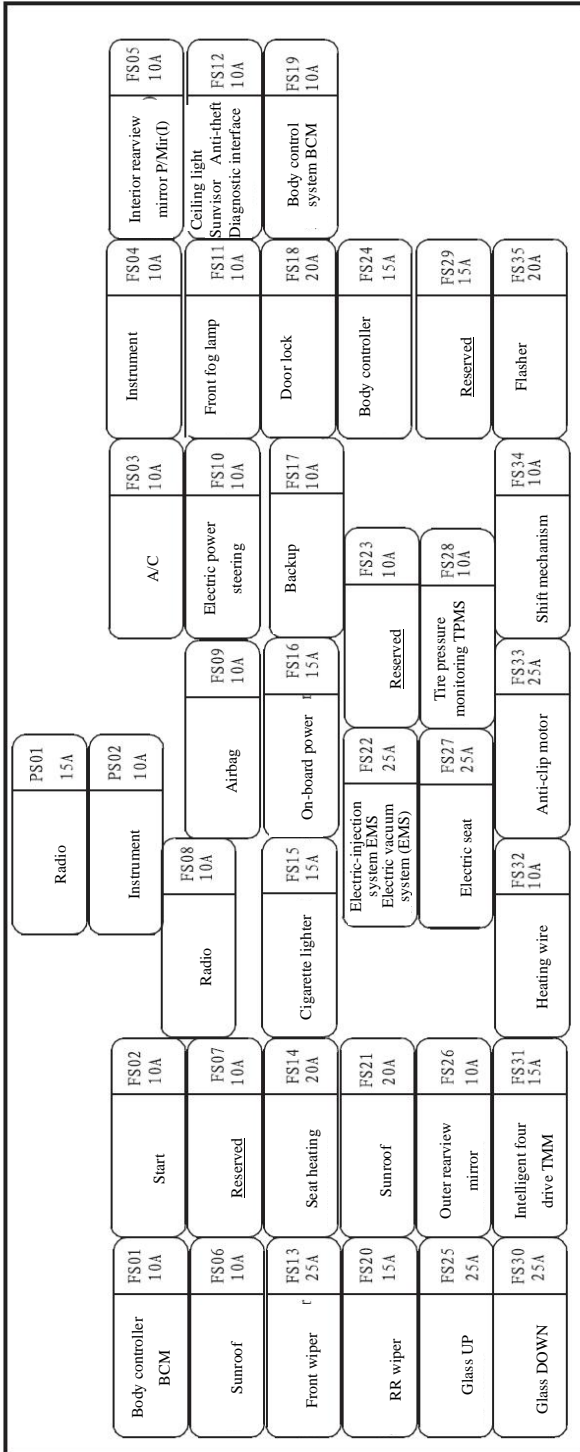 Radio
PS01
15A
Instrument
PS02
10A
Body controller
BCM
FS01
10A
Start
FS02
10A
A/C
FS03
10A
Instrument
FS04
10A
Interior rearview
mirror P/Mir(I)
FS05
10A
Sunroof
FS06
10A
Reserved
FS07
10A
Radio
FS08
10A
Airbag
FS09
10A
Electric power
steering
FS10
10A
Front fog lamp
FS11
10A
Ceiling light
Sunvisor Anti-theft
Diagnostic interface
FS12
10A
Front wiper
FS13
25A
Seat heating
FS14
20A
Cigarette lighter
FS15
15A
On-board power
FS16
15A
Backup
FS17
10A
Door lock
FS18
20A
Body control
system BCM
FS19
10A
RR wiper
FS20
15A
Sunroof
FS21
20A
Electric-injection
system EMS
Electric vacuum
system (EMS)
FS22
25A
Reserved
FS23
10A
Body controller
FS24
15A
Glass UP
FS25
25A
Outer rearview
mirror
FS26
10A
Electric seat
FS27
25A
Tire pressure
monitoring TPMS
FS28
10A
Reserved
FS29
15A
Glass DOWN
FS30
25A
Intelligent four
drive TMM
FS31
15A
Heating wire
FS32
10A
Anti-clip motor
FS33
25A
Shift mechanism
FS34
10A
Flasher
FS35
20A